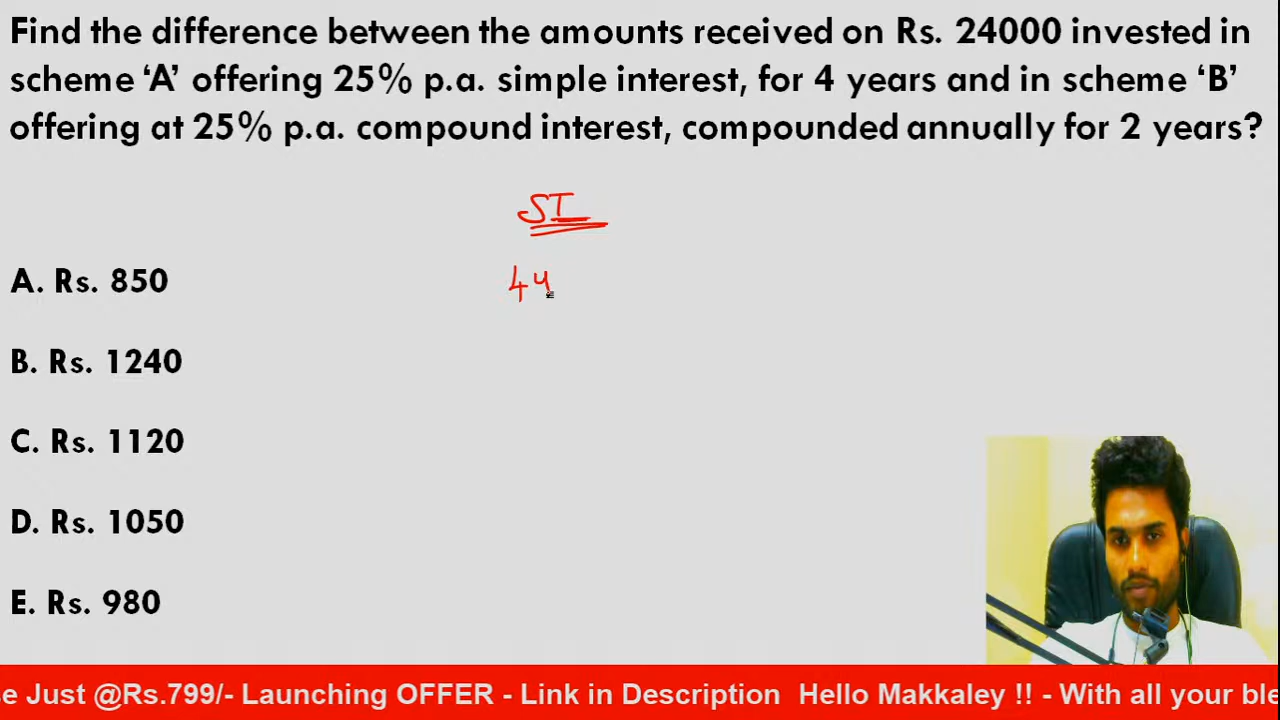 Find the difference between the amounts received on Rs. 24000 invested in
scheme ‘A’ offering 25% p.a. simple interest, for 4 years and in scheme ‘B’
offering at 25% p.a. compound interest, compounded annually for 2 years?
SI
A. Rs. 850
4y
B. Rs. 1240
C. Rs. 1120
D. Rs. 1050
E. Rs. 980
se Just @Rs.799/- Launching OFFER - Link in Description Hello Makkaley !! - With all your ble